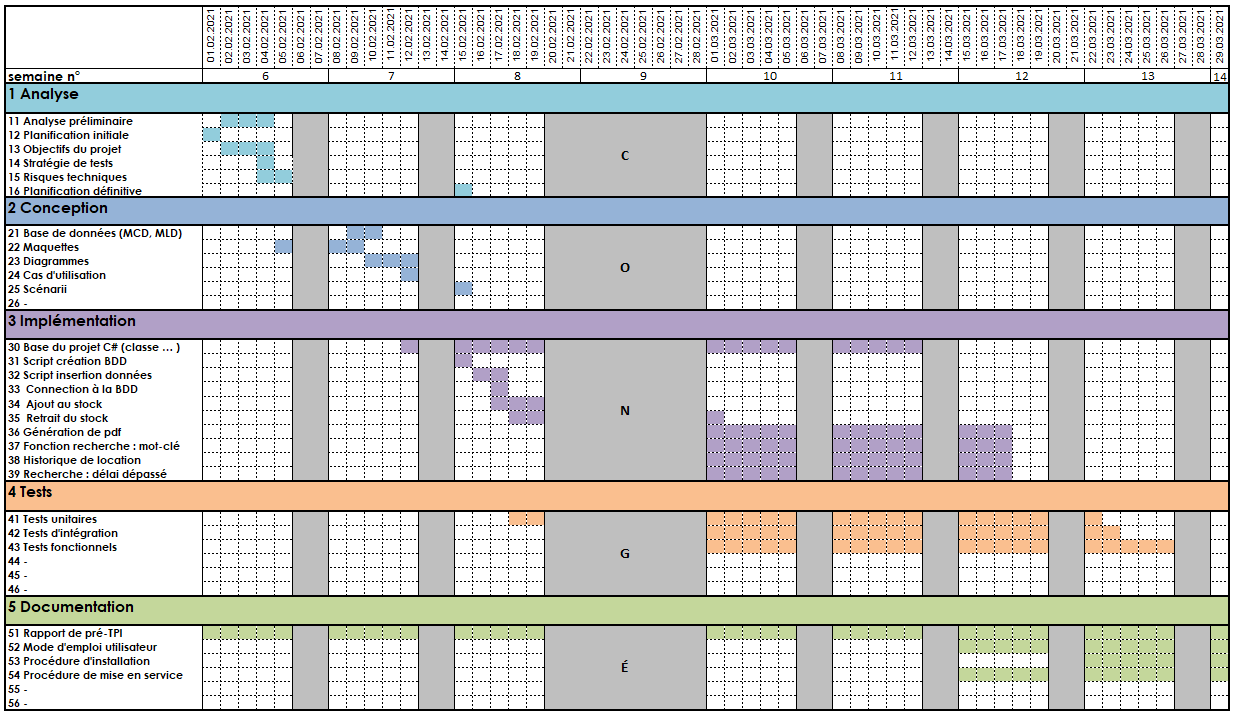 01.02.2021 02.02.2021 03.02.2021 04.02.2021 05.02.2021 06.02.2021 07.02.2021 08.02.2021 09.02.2021 10.02.2021 11.02.2021 12.02.2021 13.02.2021 14.02.2021 15.02.2021 16.02.2021 17.02.2021 18.02.2021 19.02.2021 20.02.2021 21.02.2021 22.02.2021 23.02.2021 24.02.2021 25.02.2021 26.02.2021 27.02.2021 28.02.2021 01.03.2021 02.03.2021 03.03.2021 04.03.2021 05.03.2021 06.03.2021 07.03.2021 08.03.2021 09.03.2021 10.03.2021 11.03.2021 12.03.2021 13.03.2021 14.03.2021 15.03.2021 16.03.2021 17.03.2021 18.03.2021 19.03.2021 20.03.2021 21.03.2021 22.03.2021 23.03.2021 24.03.2021 25.03.2021 26.03.2021 27.03.2021 28.03.2021 29.03.2021
semaine n° 6 7 8 9 10 11 12 13 14
1 Analyse
11 Analyse préliminaire
12 Planification initiale
13 Objectifs du projet
C
14 Stratégie de tests
15 Risques techniques
16 Planification définitive
2 Conception
21 Base de données (MCD, MLD)
22 Maquettes
23 Diagrammes
O
24 Cas d'utilisation
25 Scénarii
26 -
3 Implémentation
30 Base du projet C# (classe ... )
31 Script création BDD
32 Script insertion données
33 Connection à la BDD
34 Ajout au stock
N
35 Retrait du stock
36 Génération de pdf
37 Fonction recherche : mot-clé
38 Historique de location
39 Recherche : délai dépassé
4 Tests
41 Tests unitaires
42 Tests d'intégration
43 Tests fonctionnels
G
44 -
45 -
46 -
5 Documentation
51 Rapport de pré-TPI
52 Mode d'emploi utilisateur
53 Procédure d'installation
É
54 Procédure de mise en service
55 -
56 -